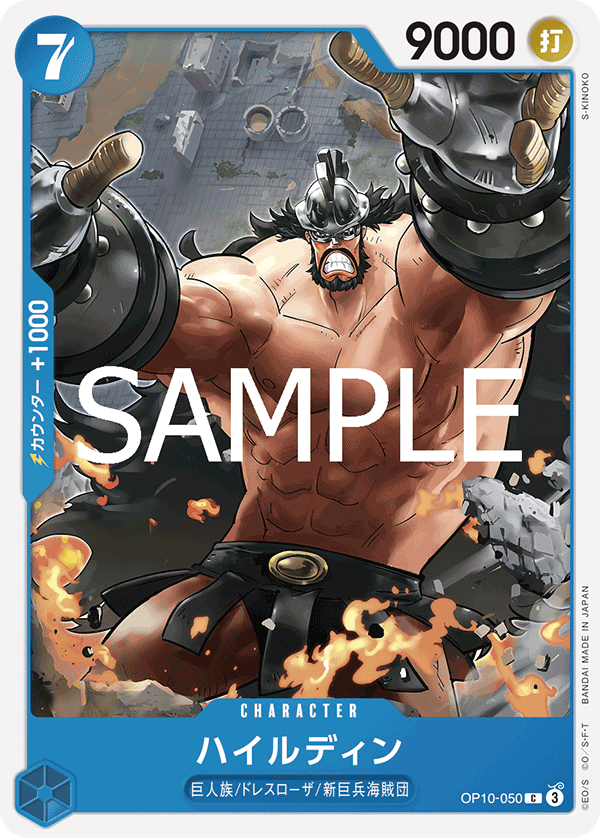 7
9000 打
S-KINOKO
カウンター +1000
SAMPLE
BANDAI MADE IN JAPAN
©E.O/S ©O/S・F・T
CHARACTER
ハイルディン
巨人族/ドレスローザ/新巨兵海賊団
OP10-050 C 3